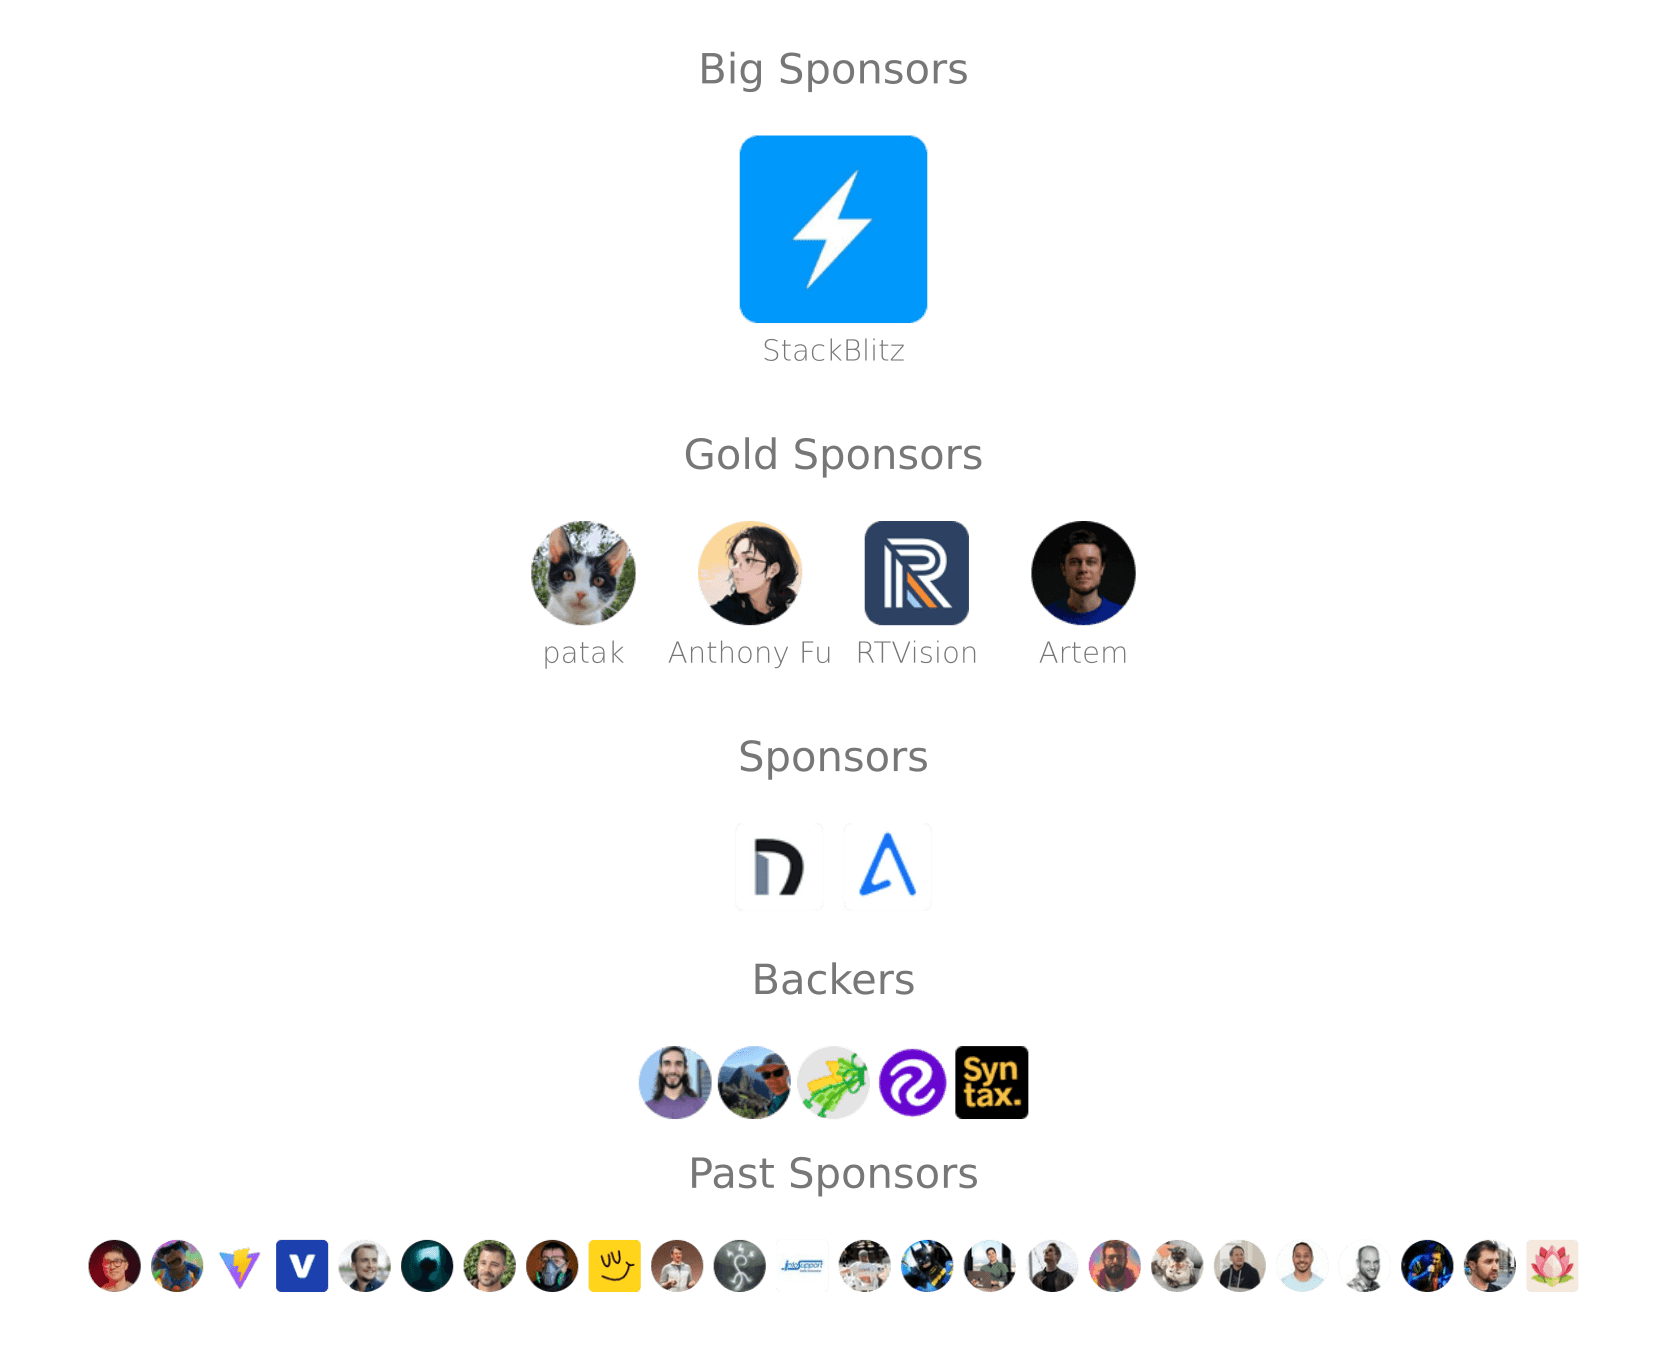 Big Sponsors
StackBlitz
Gold Sponsors
patak
Anthony Fu
RTVision
Artem
Sponsors
Backers
Syn
tax.
Past Sponsors
V